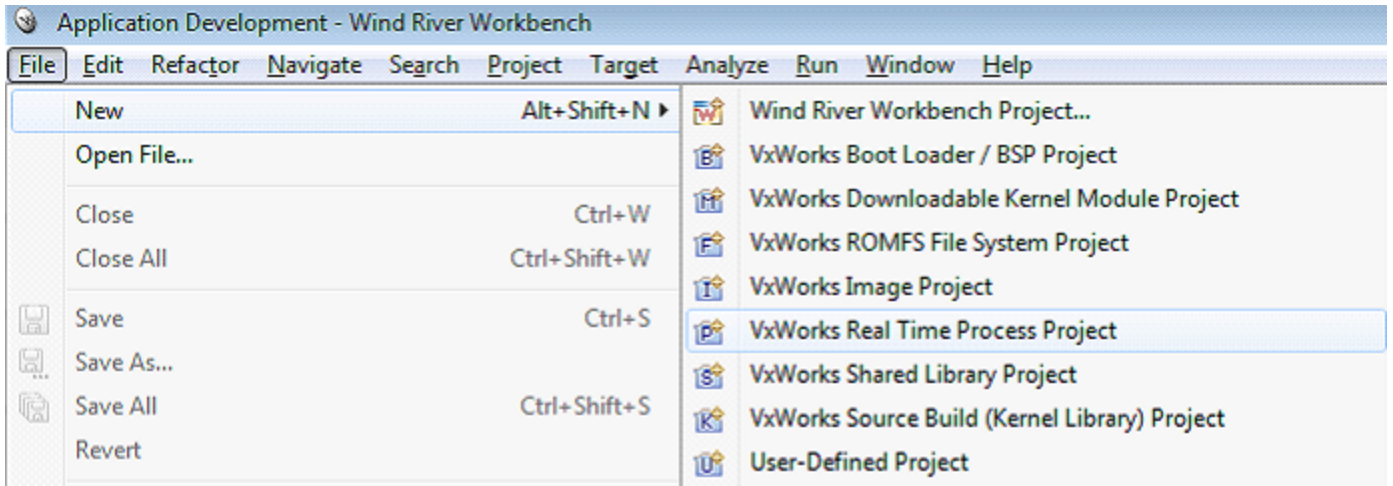 Application Development - Wind River Workbench
File Edit Refactor Navigate Search Project Target Analyze Run Window Help
New Alt+Shift+N
Open File...
Close Ctrl+W
Close All Ctrl+Shift+W
Save Ctrl+S
Save As...
Save All Ctrl+Shift+S
Revert
W Wind River Workbench Project...
B VxWorks Boot Loader / BSP Project
M VxWorks Downloadable Kernel Module Project
F VxWorks ROMFS File System Project
I VxWorks Image Project
P VxWorks Real Time Process Project
S VxWorks Shared Library Project
K VxWorks Source Build (Kernel Library) Project
U User-Defined Project